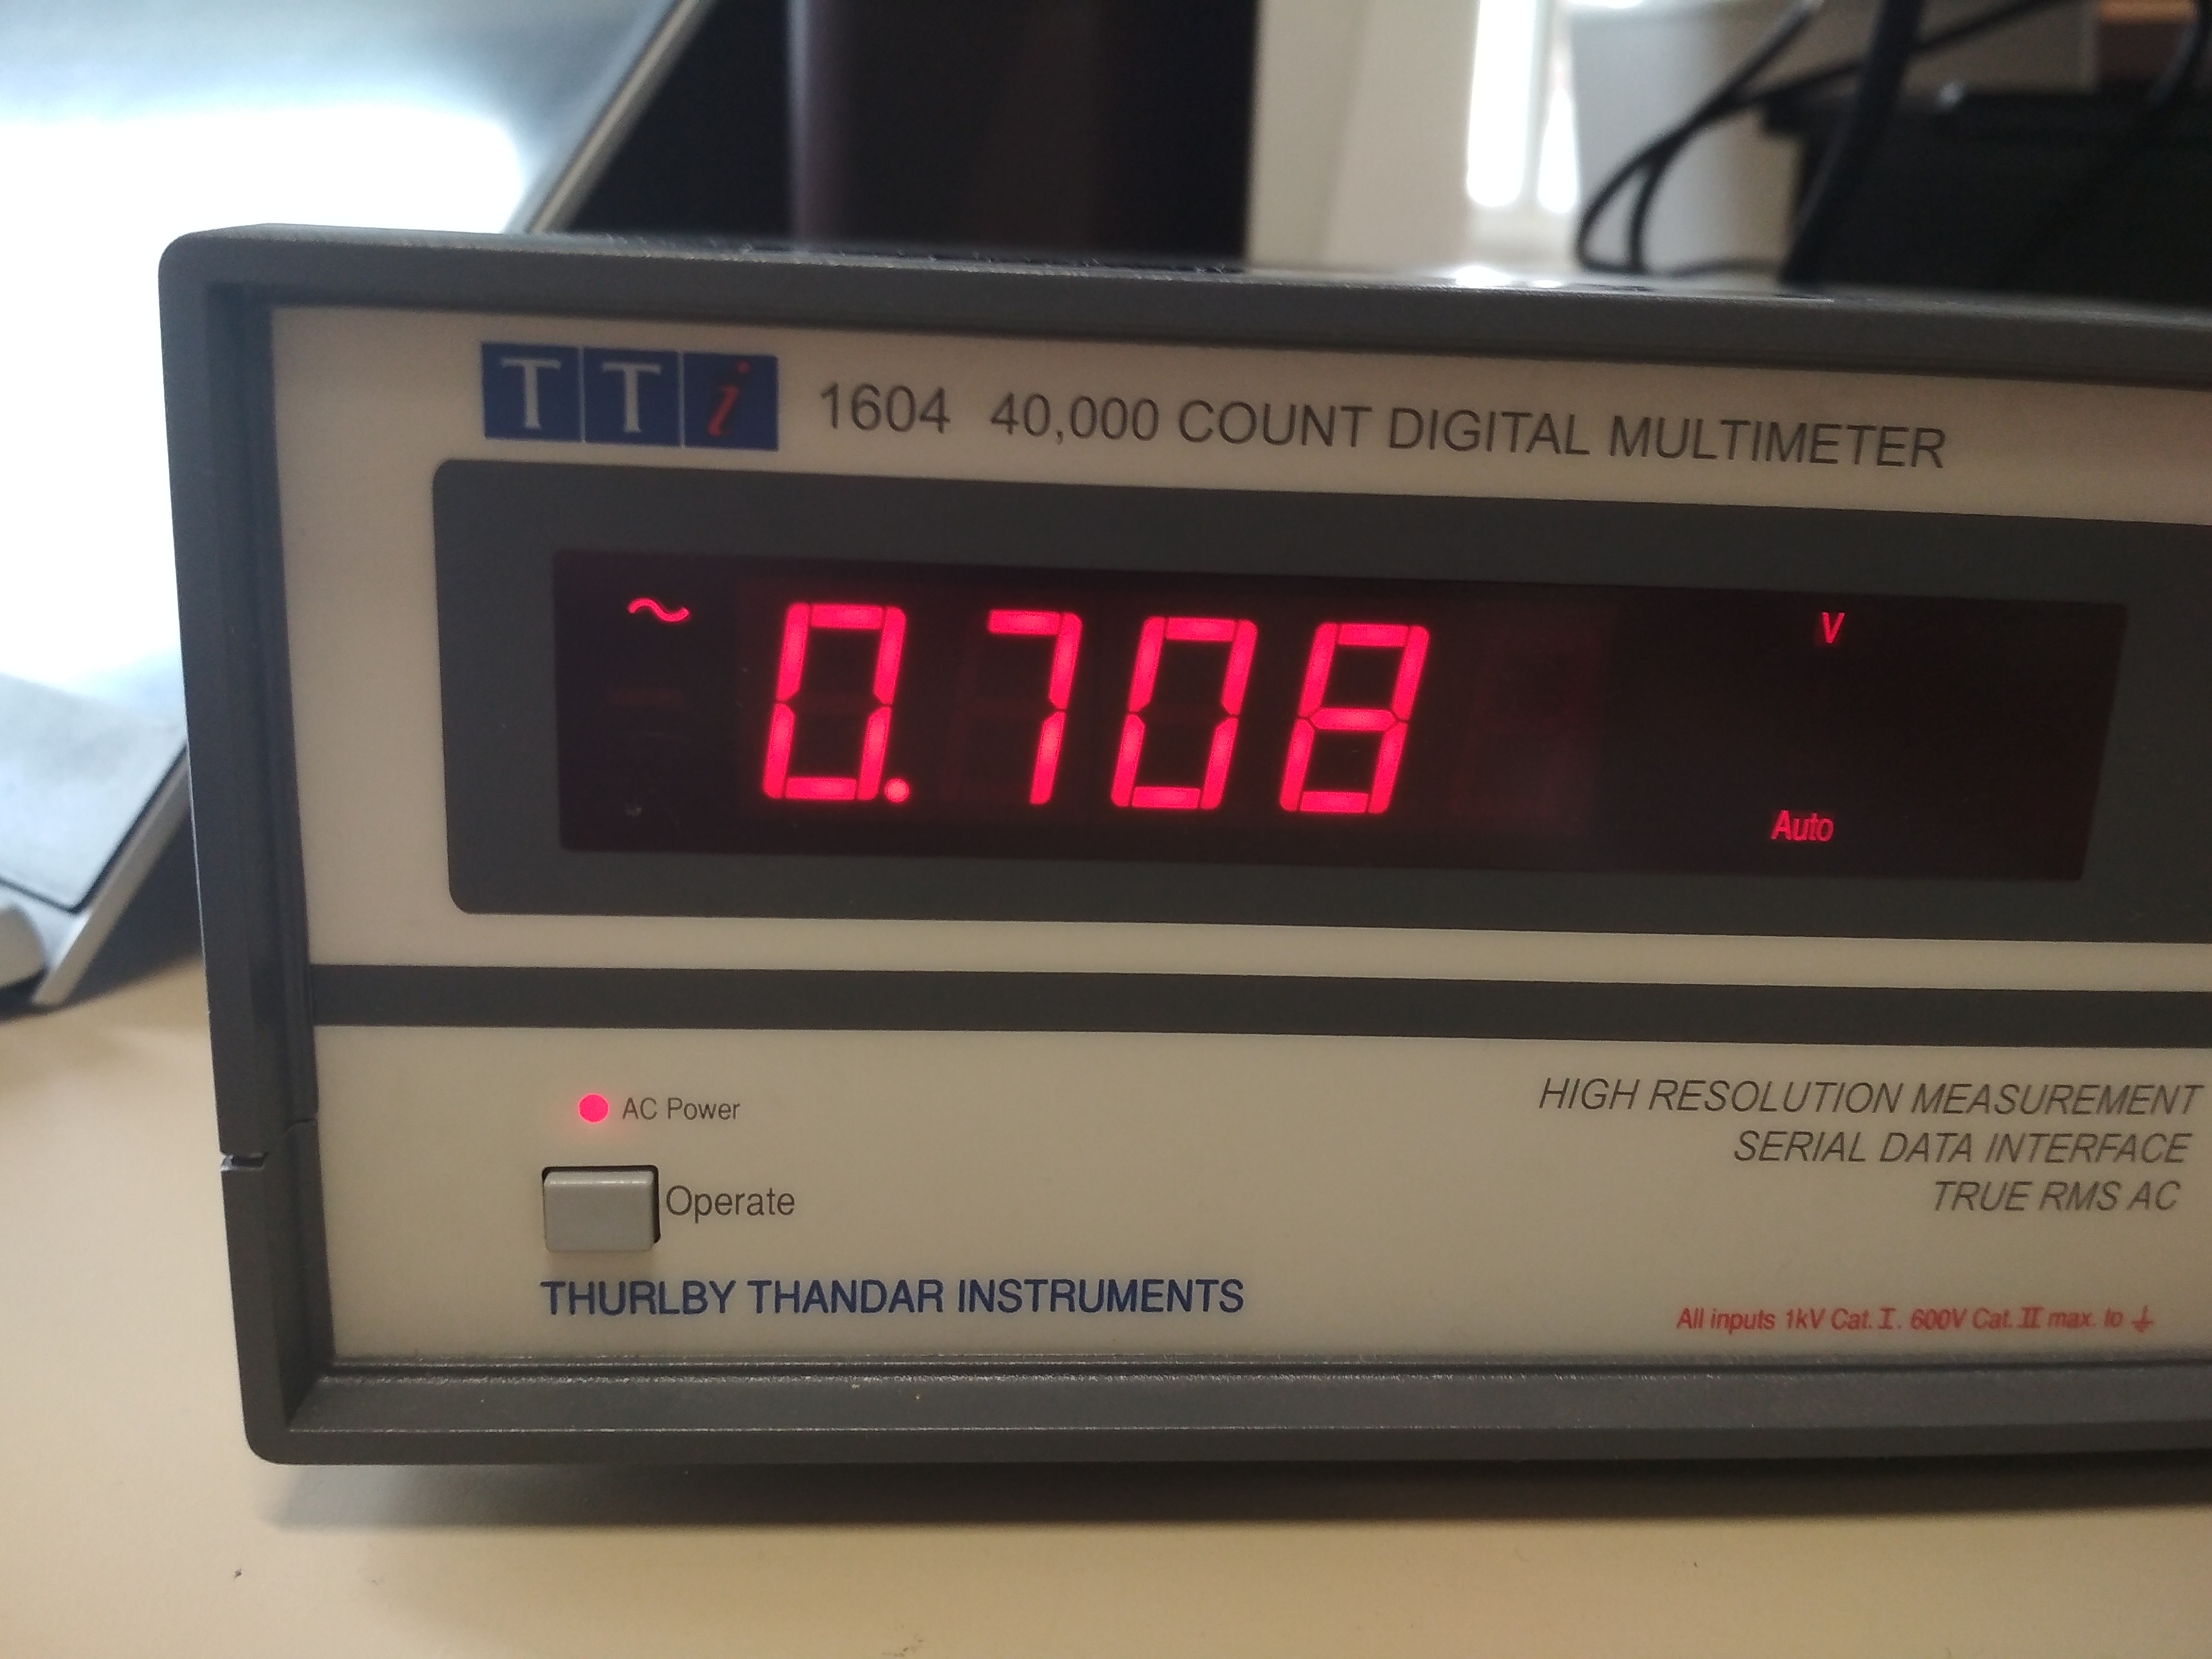 TTi 1604 40,000 COUNT DIGITAL MULTIMETER
~ 0.708 V
Auto
AC Power
Operate
THURLBY THANDAR INSTRUMENTS
HIGH RESOLUTION MEASUREMENT
SERIAL DATA INTERFACE
TRUE RMS AC
All inputs 1kV Cat. I. 600V Cat. II max. to ⏚